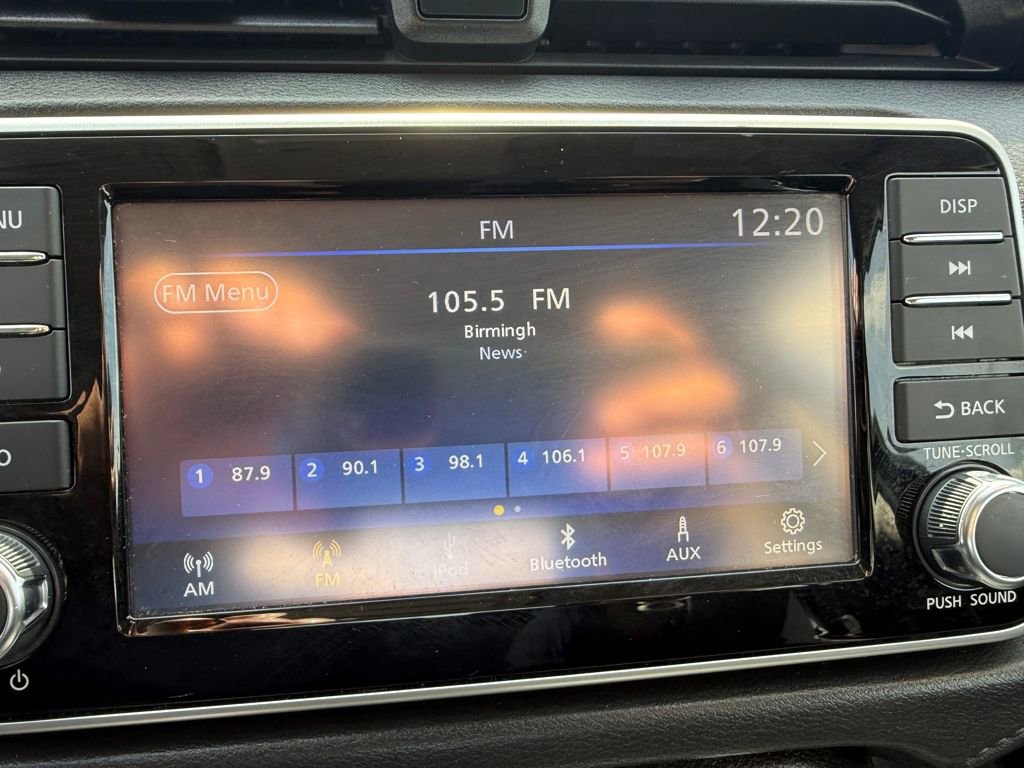 NU
DISP
FM
12:20
FM Menu
105.5 FM
Birmingh
News
BACK
TUNE·SCROLL
O
1 87.9
2 90.1
3 98.1
4 106.1
5 107.9
6 107.9
AM
A
FM
iPod
Bluetooth
AUX
Settings
PUSH SOUND